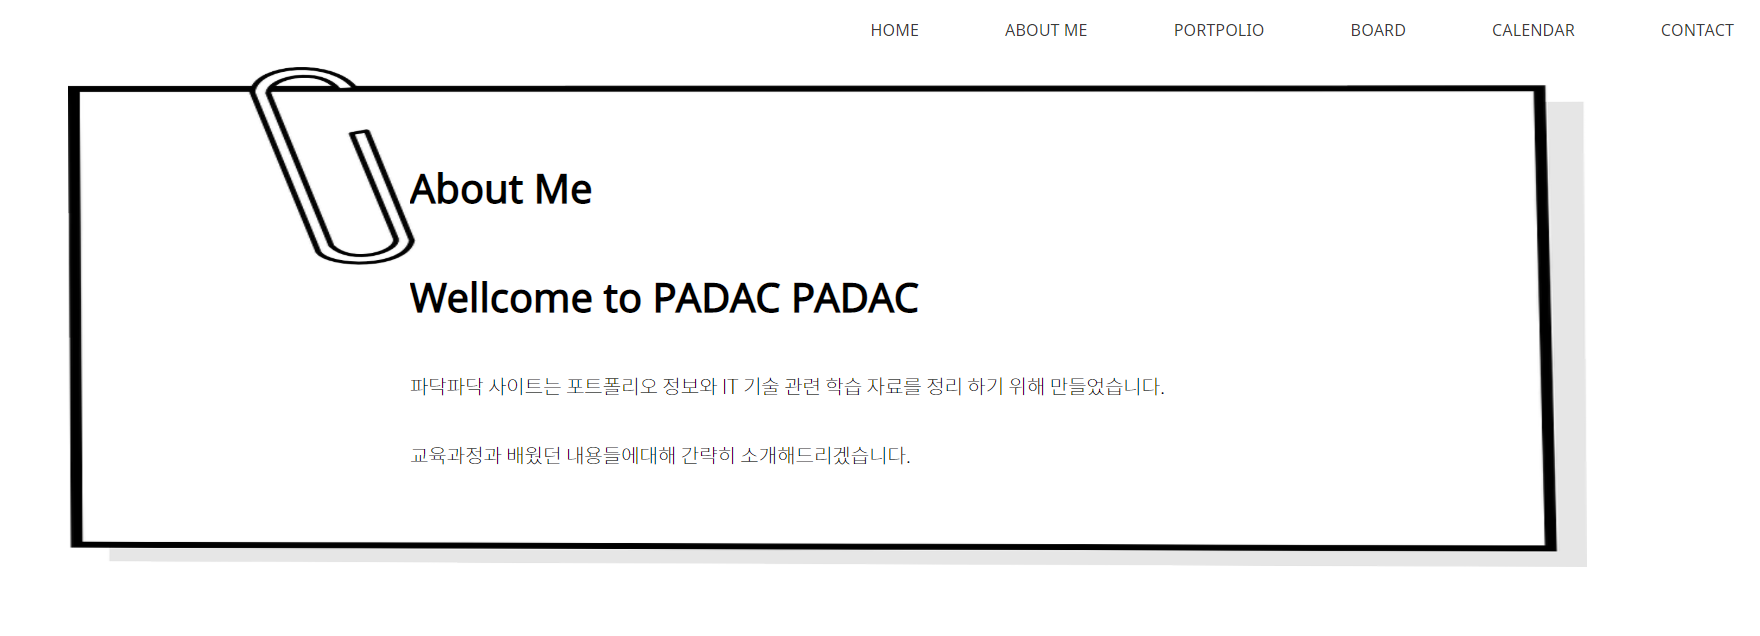 HOME ABOUT ME PORTPOLIO BOARD CALENDAR CONTACT
About Me
Wellcome to PADAC PADAC
파닥파닥 사이트는 포트폴리오 정보와 IT 기술 관련 학습 자료를 정리 하기 위해 만들었습니다.
교육과정과 배웠던 내용들에대해 간략히 소개해드리겠습니다.